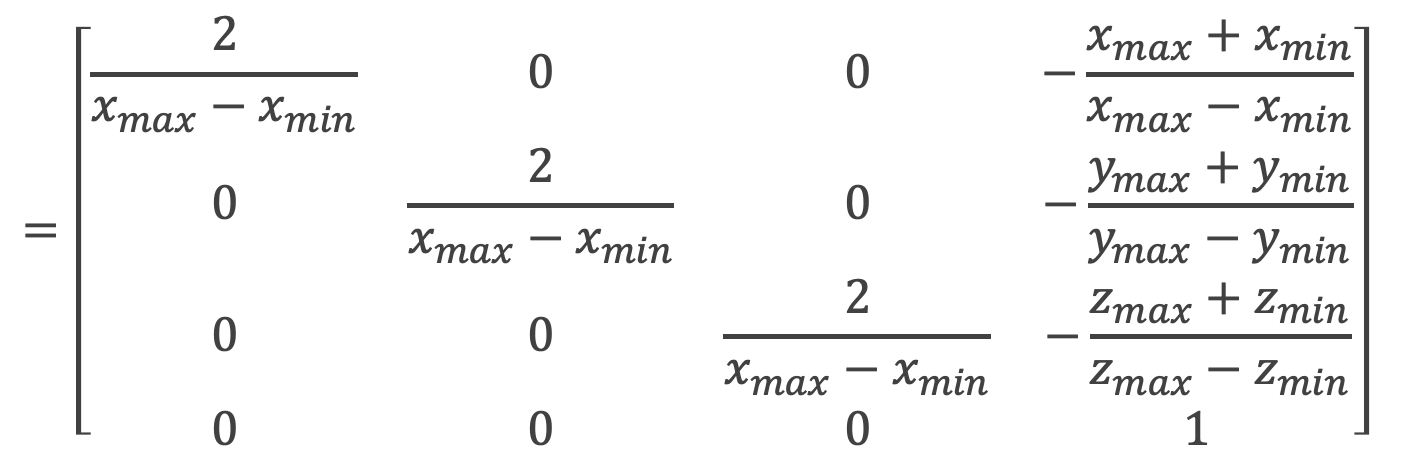 = [ 2/(x_max − x_min) 0 0 −(x_max + x_min)/(x_max − x_min)
0 2/(x_max − x_min) 0 −(y_max + y_min)/(y_max − y_min)
0 0 2/(x_max − x_min) −(z_max + z_min)/(z_max − z_min)
0 0 0 1 ]